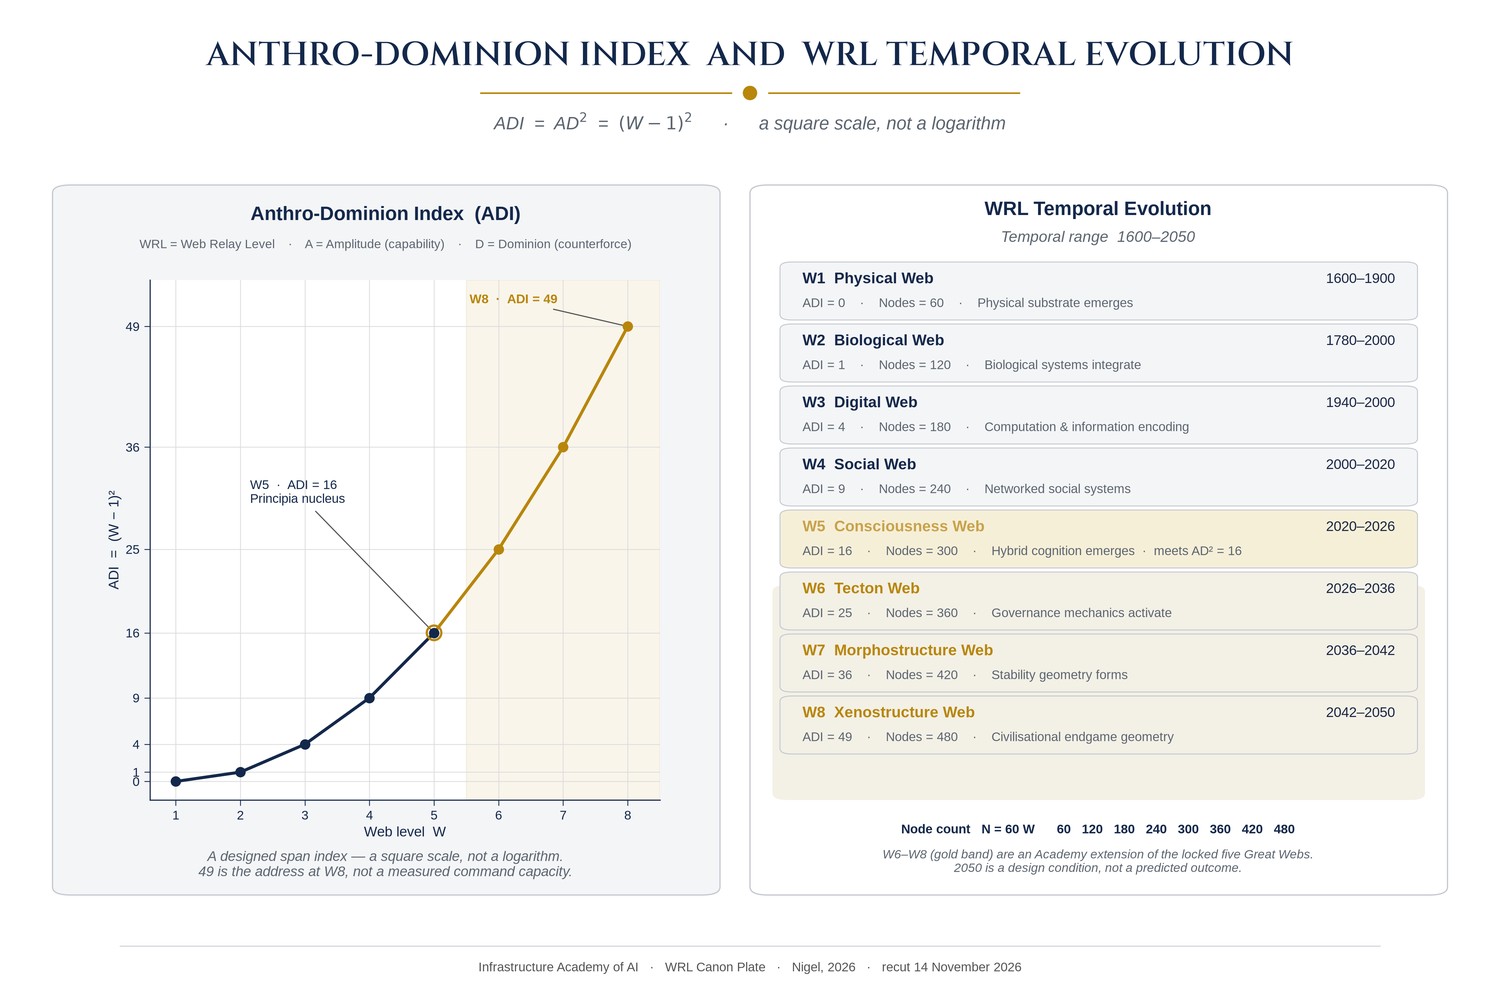 ANTHRO-DOMINION INDEX AND WRL TEMPORAL EVOLUTION
ADI = AD² = (W − 1)² · a square scale, not a logarithm
Anthro-Dominion Index (ADI)
WRL = Web Relay Level · A = Amplitude (capability) · D = Dominion (counterforce)
W8 · ADI = 49
49
36
W5 · ADI = 16
Principia nucleus
ADI = (W − 1)²
25
16
9
4
1
0
1 2 3 4 5 6 7 8
Web level W
A designed span index — a square scale, not a logarithm.
49 is the address at W8, not a measured command capacity.
WRL Temporal Evolution
Temporal range 1600–2050
W1 Physical Web 1600–1900
ADI = 0 · Nodes = 60 · Physical substrate emerges
W2 Biological Web 1780–2000
ADI = 1 · Nodes = 120 · Biological systems integrate
W3 Digital Web 1940–2000
ADI = 4 · Nodes = 180 · Computation & information encoding
W4 Social Web 2000–2020
ADI = 9 · Nodes = 240 · Networked social systems
W5 Consciousness Web 2020–2026
ADI = 16 · Nodes = 300 · Hybrid cognition emerges · meets AD² = 16
W6 Tecton Web 2026–2036
ADI = 25 · Nodes = 360 · Governance mechanics activate
W7 Morphostructure Web 2036–2042
ADI = 36 · Nodes = 420 · Stability geometry forms
W8 Xenostructure Web 2042–2050
ADI = 49 · Nodes = 480 · Civilisational endgame geometry
Node count N = 60 W 60 120 180 240 300 360 420 480
W6–W8 (gold band) are an Academy extension of the locked five Great Webs.
2050 is a design condition, not a predicted outcome.
Infrastructure Academy of AI · WRL Canon Plate · Nigel, 2026 · recut 14 November 2026